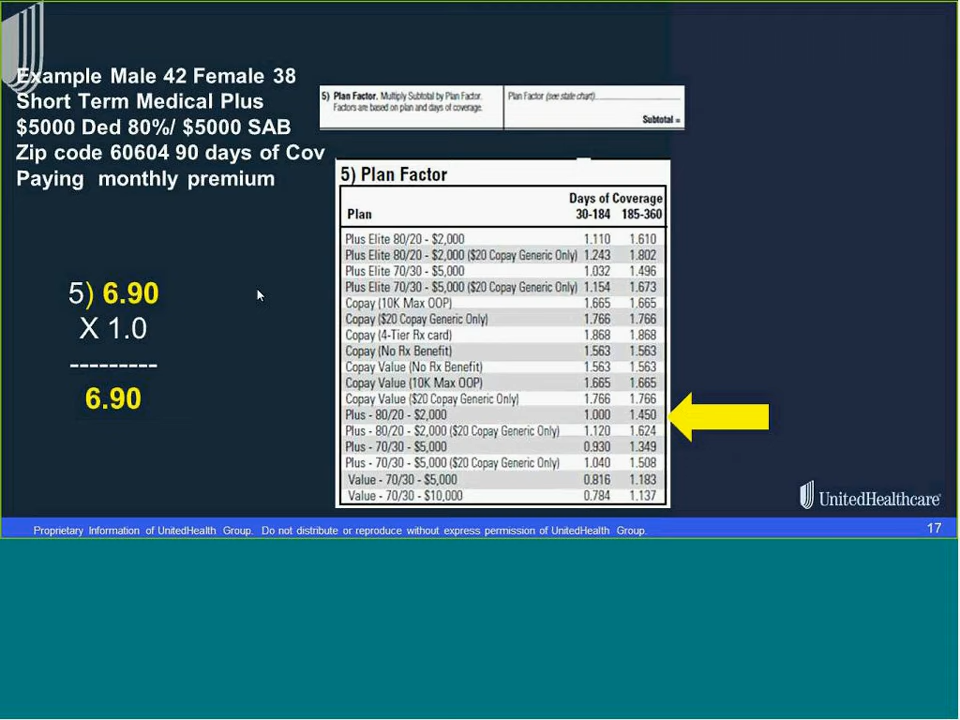 Example Male 42 Female 38
Short Term Medical Plus
$5000 Ded 80%/ $5000 SAB
Zip code 60604 90 days of Cov
Paying monthly premium
5) Plan Factor. Multiply Subtotal by Plan Factor.
Factors are based on plan and days of coverage.
Plan Factor (see state chart)
Subtotal =
5) Plan Factor
Days of Coverage
Plan 30-184 185-360
Plus Elite 80/20 - $2,000 1.110 1.610
Plus Elite 80/20 - $2,000 ($20 Copay Generic Only) 1.243 1.802
Plus Elite 70/30 - $5,000 1.032 1.496
Plus Elite 70/30 - $5,000 ($20 Copay Generic Only) 1.154 1.673
Copay (10K Max OOP) 1.665 1.665
Copay ($20 Copay Generic Only) 1.766 1.766
Copay (4-Tier Rx card) 1.868 1.868
Copay (No Rx Benefit) 1.563 1.563
Copay Value (No Rx Benefit) 1.563 1.563
Copay Value (10K Max OOP) 1.665 1.665
Copay Value ($20 Copay Generic Only) 1.766 1.766
Plus - 80/20 - $2,000 1.000 1.450
Plus - 80/20 - $2,000 ($20 Copay Generic Only) 1.120 1.624
Plus - 70/30 - $5,000 0.930 1.349
Plus - 70/30 - $5,000 ($20 Copay Generic Only) 1.040 1.508
Value - 70/30 - $5,000 0.816 1.183
Value - 70/30 - $10,000 0.784 1.137
5) 6.90
X 1.0
---------
6.90
UnitedHealthcare
Proprietary Information of UnitedHealth Group. Do not distribute or reproduce without express permission of UnitedHealth Group.
17